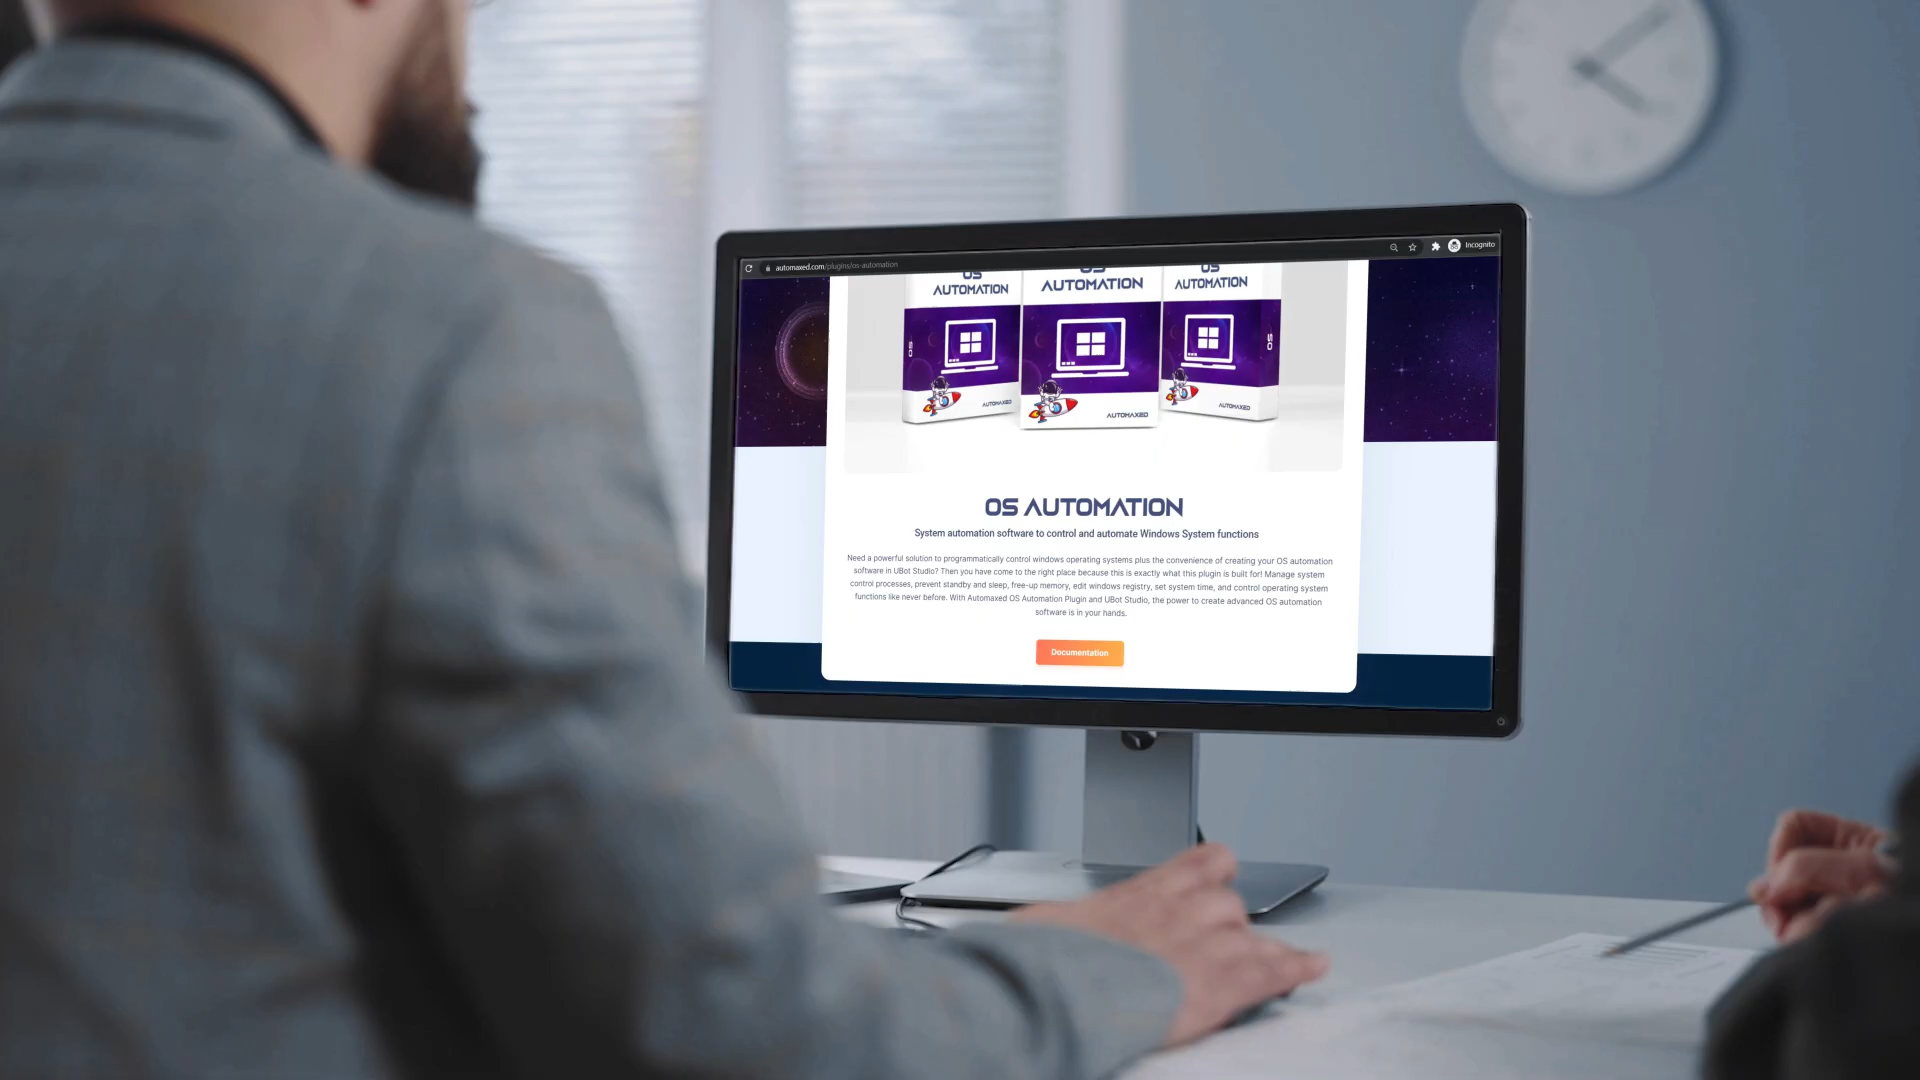 automaxed.com/plugins/os-automation
Incognito
OS
AUTOMATION
OS
AUTOMATION
OS
AUTOMATION
OS
OS
AUTOMAXED
AUTOMAXED
AUTOMAXED
OS AUTOMATION
System automation software to control and automate Windows System functions
Need a powerful solution to programmatically control windows operating systems plus the convenience of creating your OS automation
software in UBot Studio? Then you have come to the right place because this is exactly what this plugin is built for! Manage system
control processes, prevent standby and sleep, free-up memory, edit windows registry, set system time, and control operating system
functions like never before. With Automaxed OS Automation Plugin and UBot Studio, the power to create advanced OS automation
software is in your hands.
Documentation